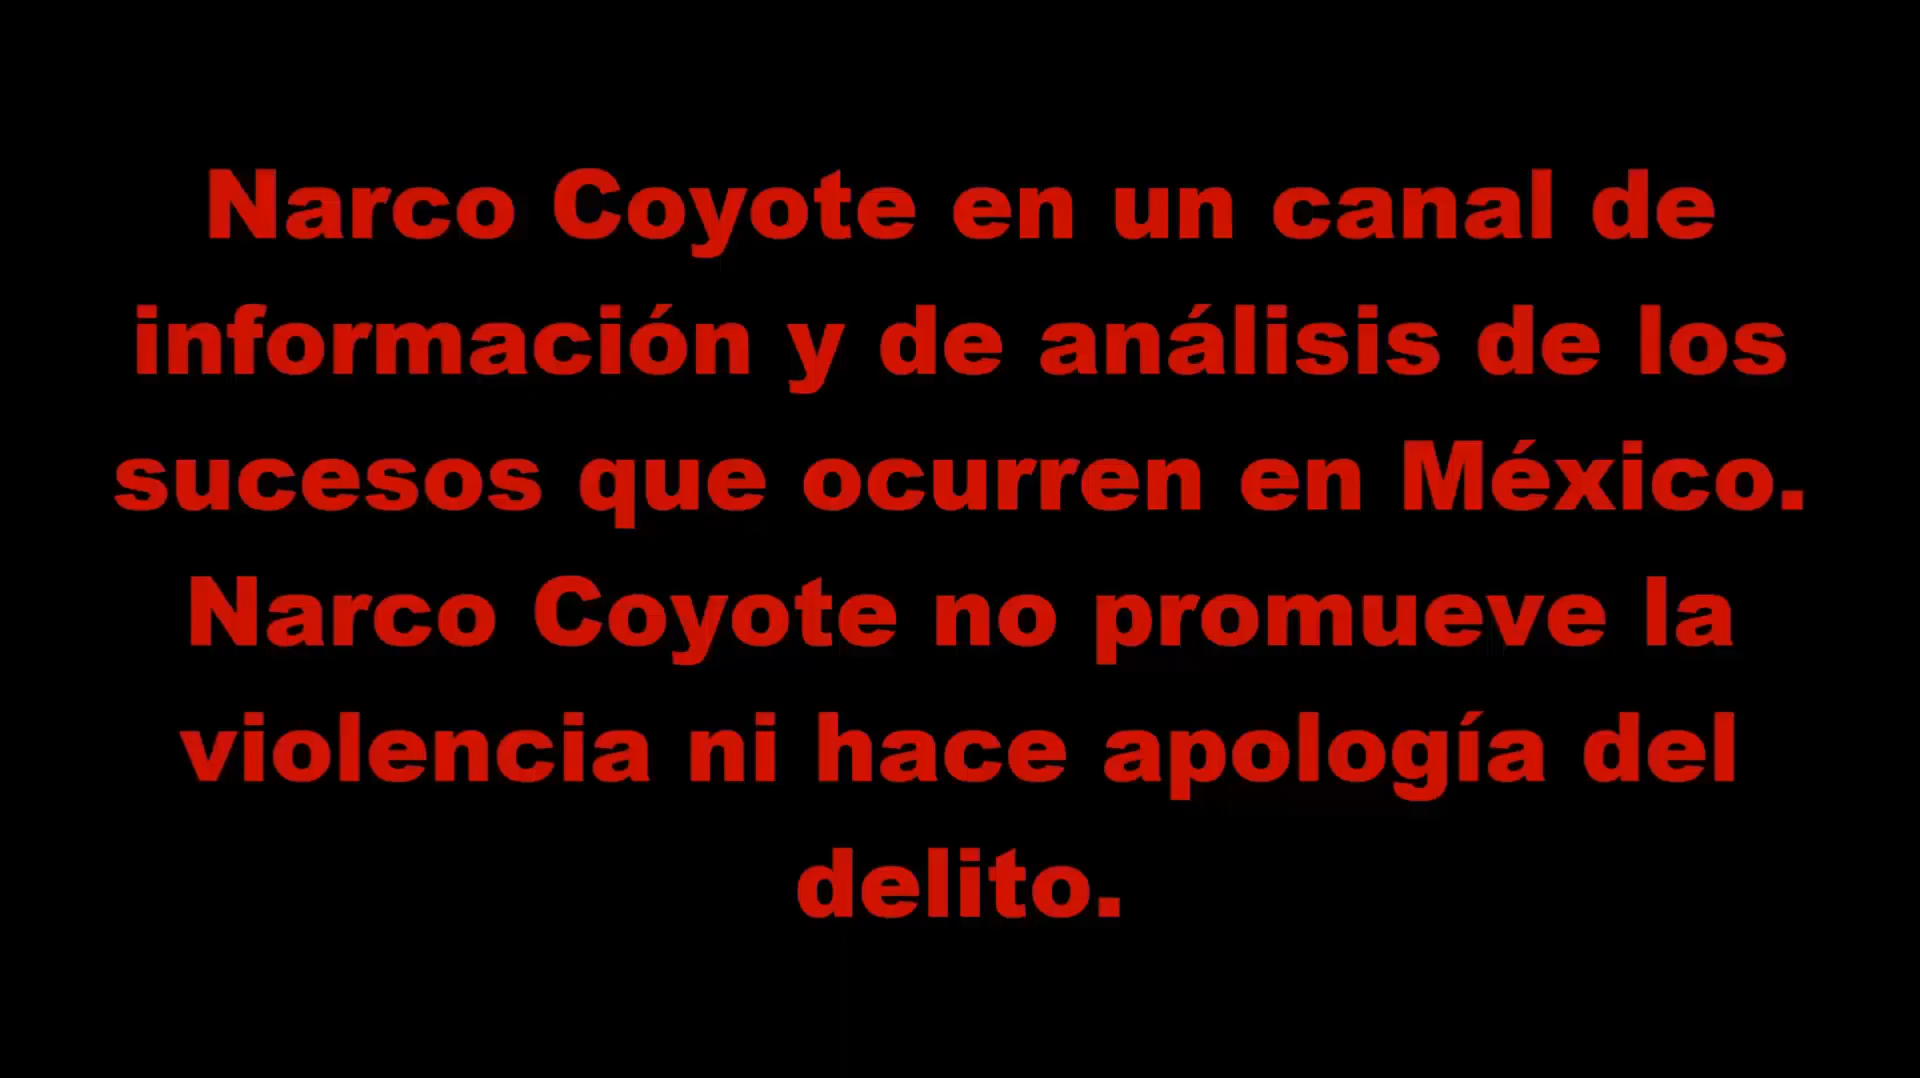 Narco Coyote en un canal de
información y de análisis de los
sucesos que ocurren en México.
Narco Coyote no promueve la
violencia ni hace apología del
delito.